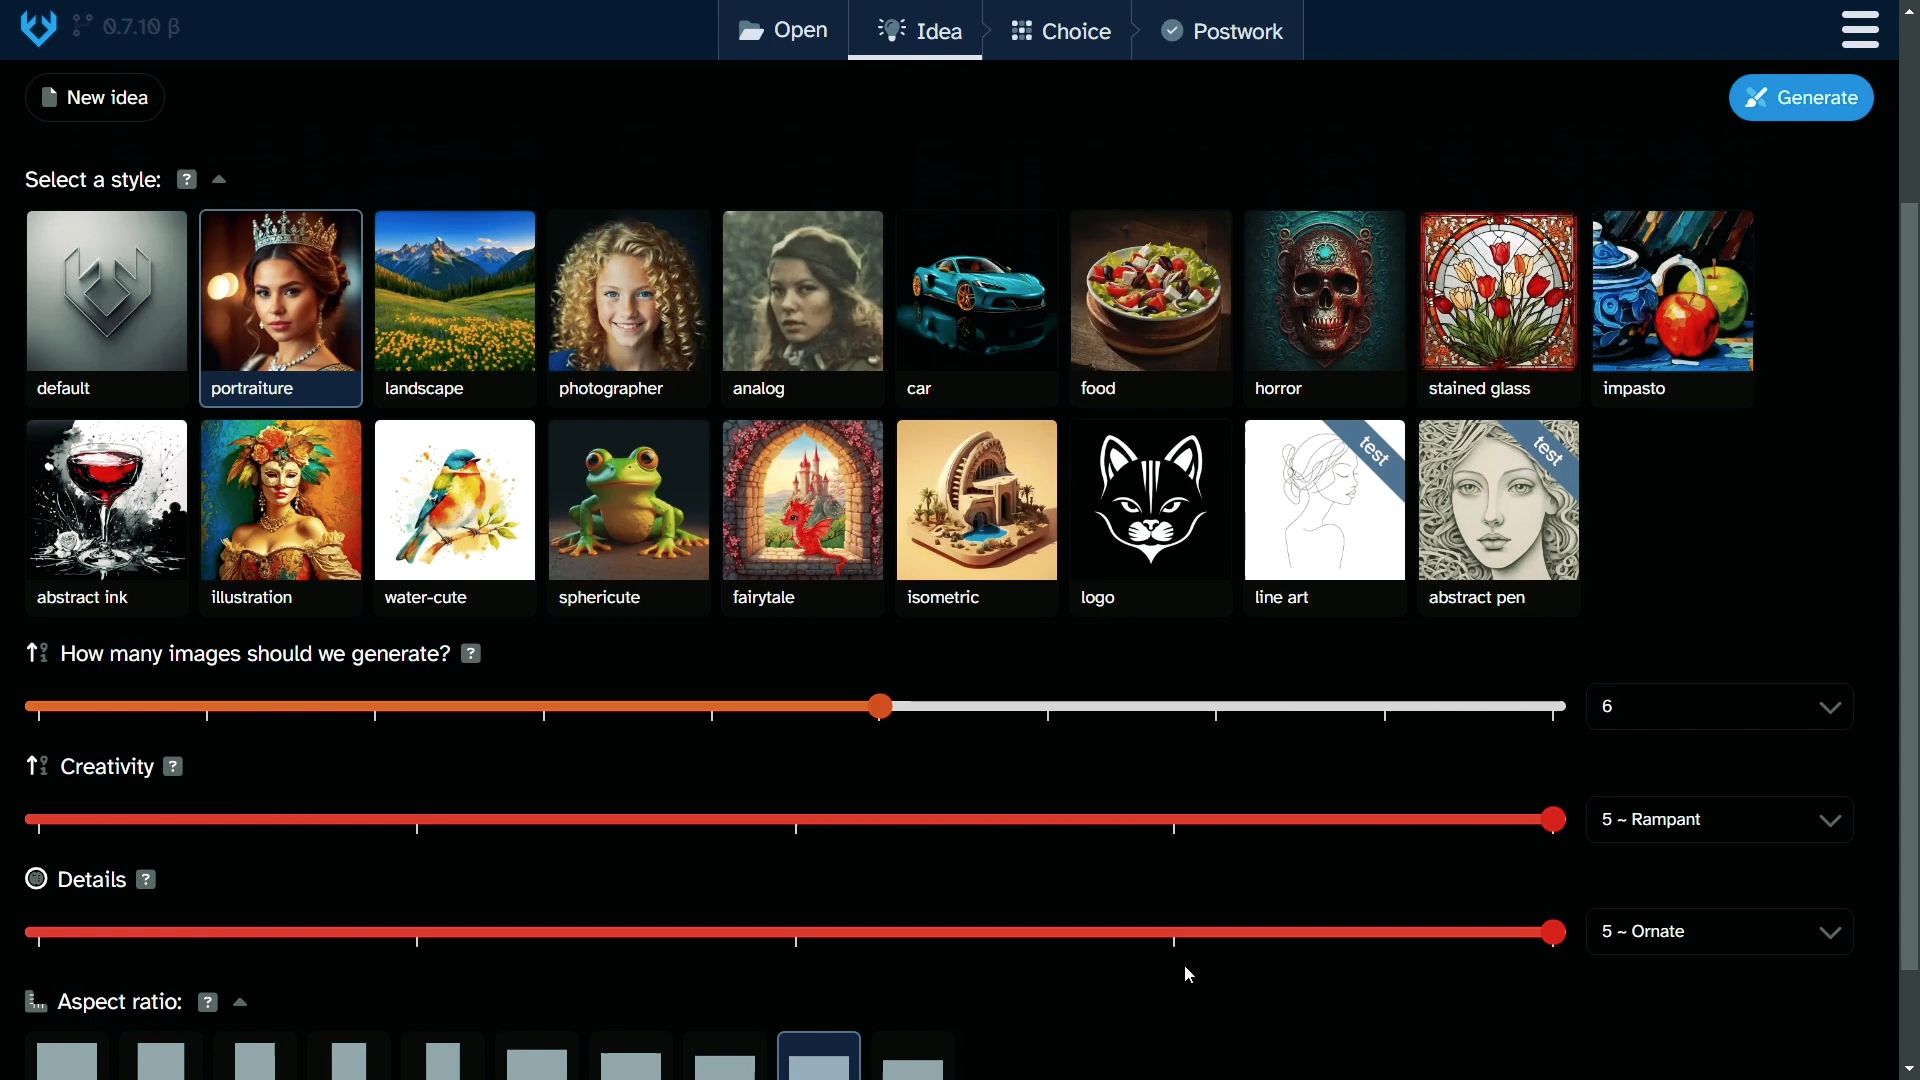 0.7.10 β
Open
Idea
Choice
Postwork
New idea
Generate
Select a style: ?
default
portraiture
landscape
photographer
analog
car
food
horror
stained glass
impasto
test
test
abstract ink
illustration
water-cute
sphericute
fairytale
isometric
logo
line art
abstract pen
How many images should we generate? ?
6
Creativity ?
5 ~ Rampant
Details ?
5 ~ Ornate
Aspect ratio: ?